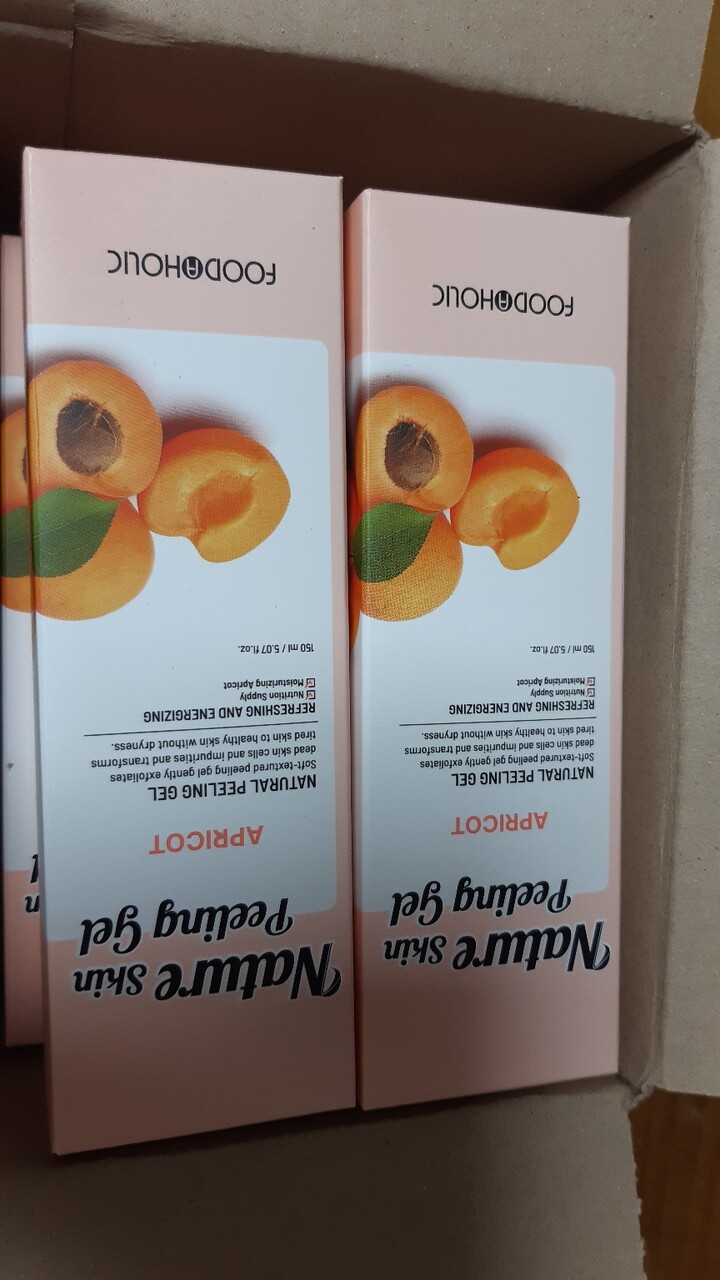 Nature Skin
Peeling Gel
APRICOT
NATURAL PEELING GEL
Soft-textured peeling gel gently exfoliates
dead skin cells and impurities and transforms
tired skin to healthy skin without dryness.
REFRESHING AND ENERGIZING
Nutrition Supply
Moisturizing Apricot
150 ml / 5.07 fl.oz.
FOODAHOLIC
Nature Skin
Peeling Gel
APRICOT
NATURAL PEELING GEL
Soft-textured peeling gel gently exfoliates
dead skin cells and impurities and transforms
tired skin to healthy skin without dryness.
REFRESHING AND ENERGIZING
Nutrition Supply
Moisturizing Apricot
150 ml / 5.07 fl.oz.
FOODAHOLIC